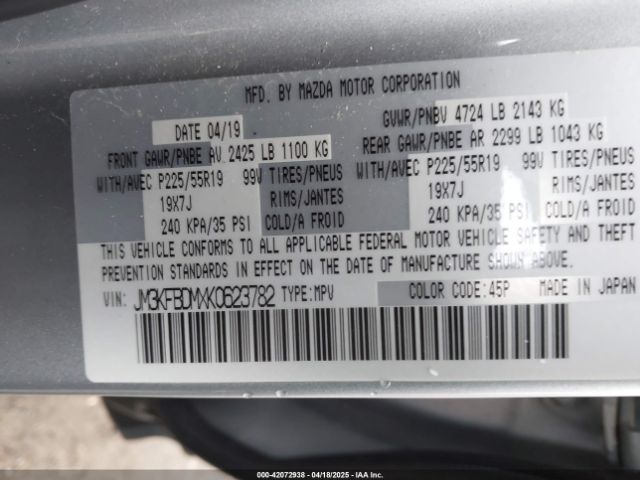 MFD. BY MAZDA MOTOR CORPORATION
DATE 04/19 GVWR/PNBV 4724 LB 2143 KG
FRONT GAWR/PNBE AV 2425 LB 1100 KG REAR GAWR/PNBE AR 2299 LB 1043 KG
WITH/AVEC P225/55R19 99V TIRES/PNEUS WITH/AVEC P225/55R19 99V TIRES/PNEUS
19X7J RIMS/JANTES 19X7J RIMS/JANTES
240 KPA/35 PSI COLD/A FROID 240 KPA/35 PSI COLD/A FROID
THIS VEHICLE CONFORMS TO ALL APPLICABLE FEDERAL MOTOR VEHICLE SAFETY AND THEFT
PREVENTION STANDARDS IN EFFECT ON THE DATE OF MANUFACTURE SHOWN ABOVE.
VIN: JM3KFBDMXK0623782 TYPE:MPV COLOR CODE:45P MADE IN JAPAN
000-42072938 - 04/18/2025 - IAA Inc.